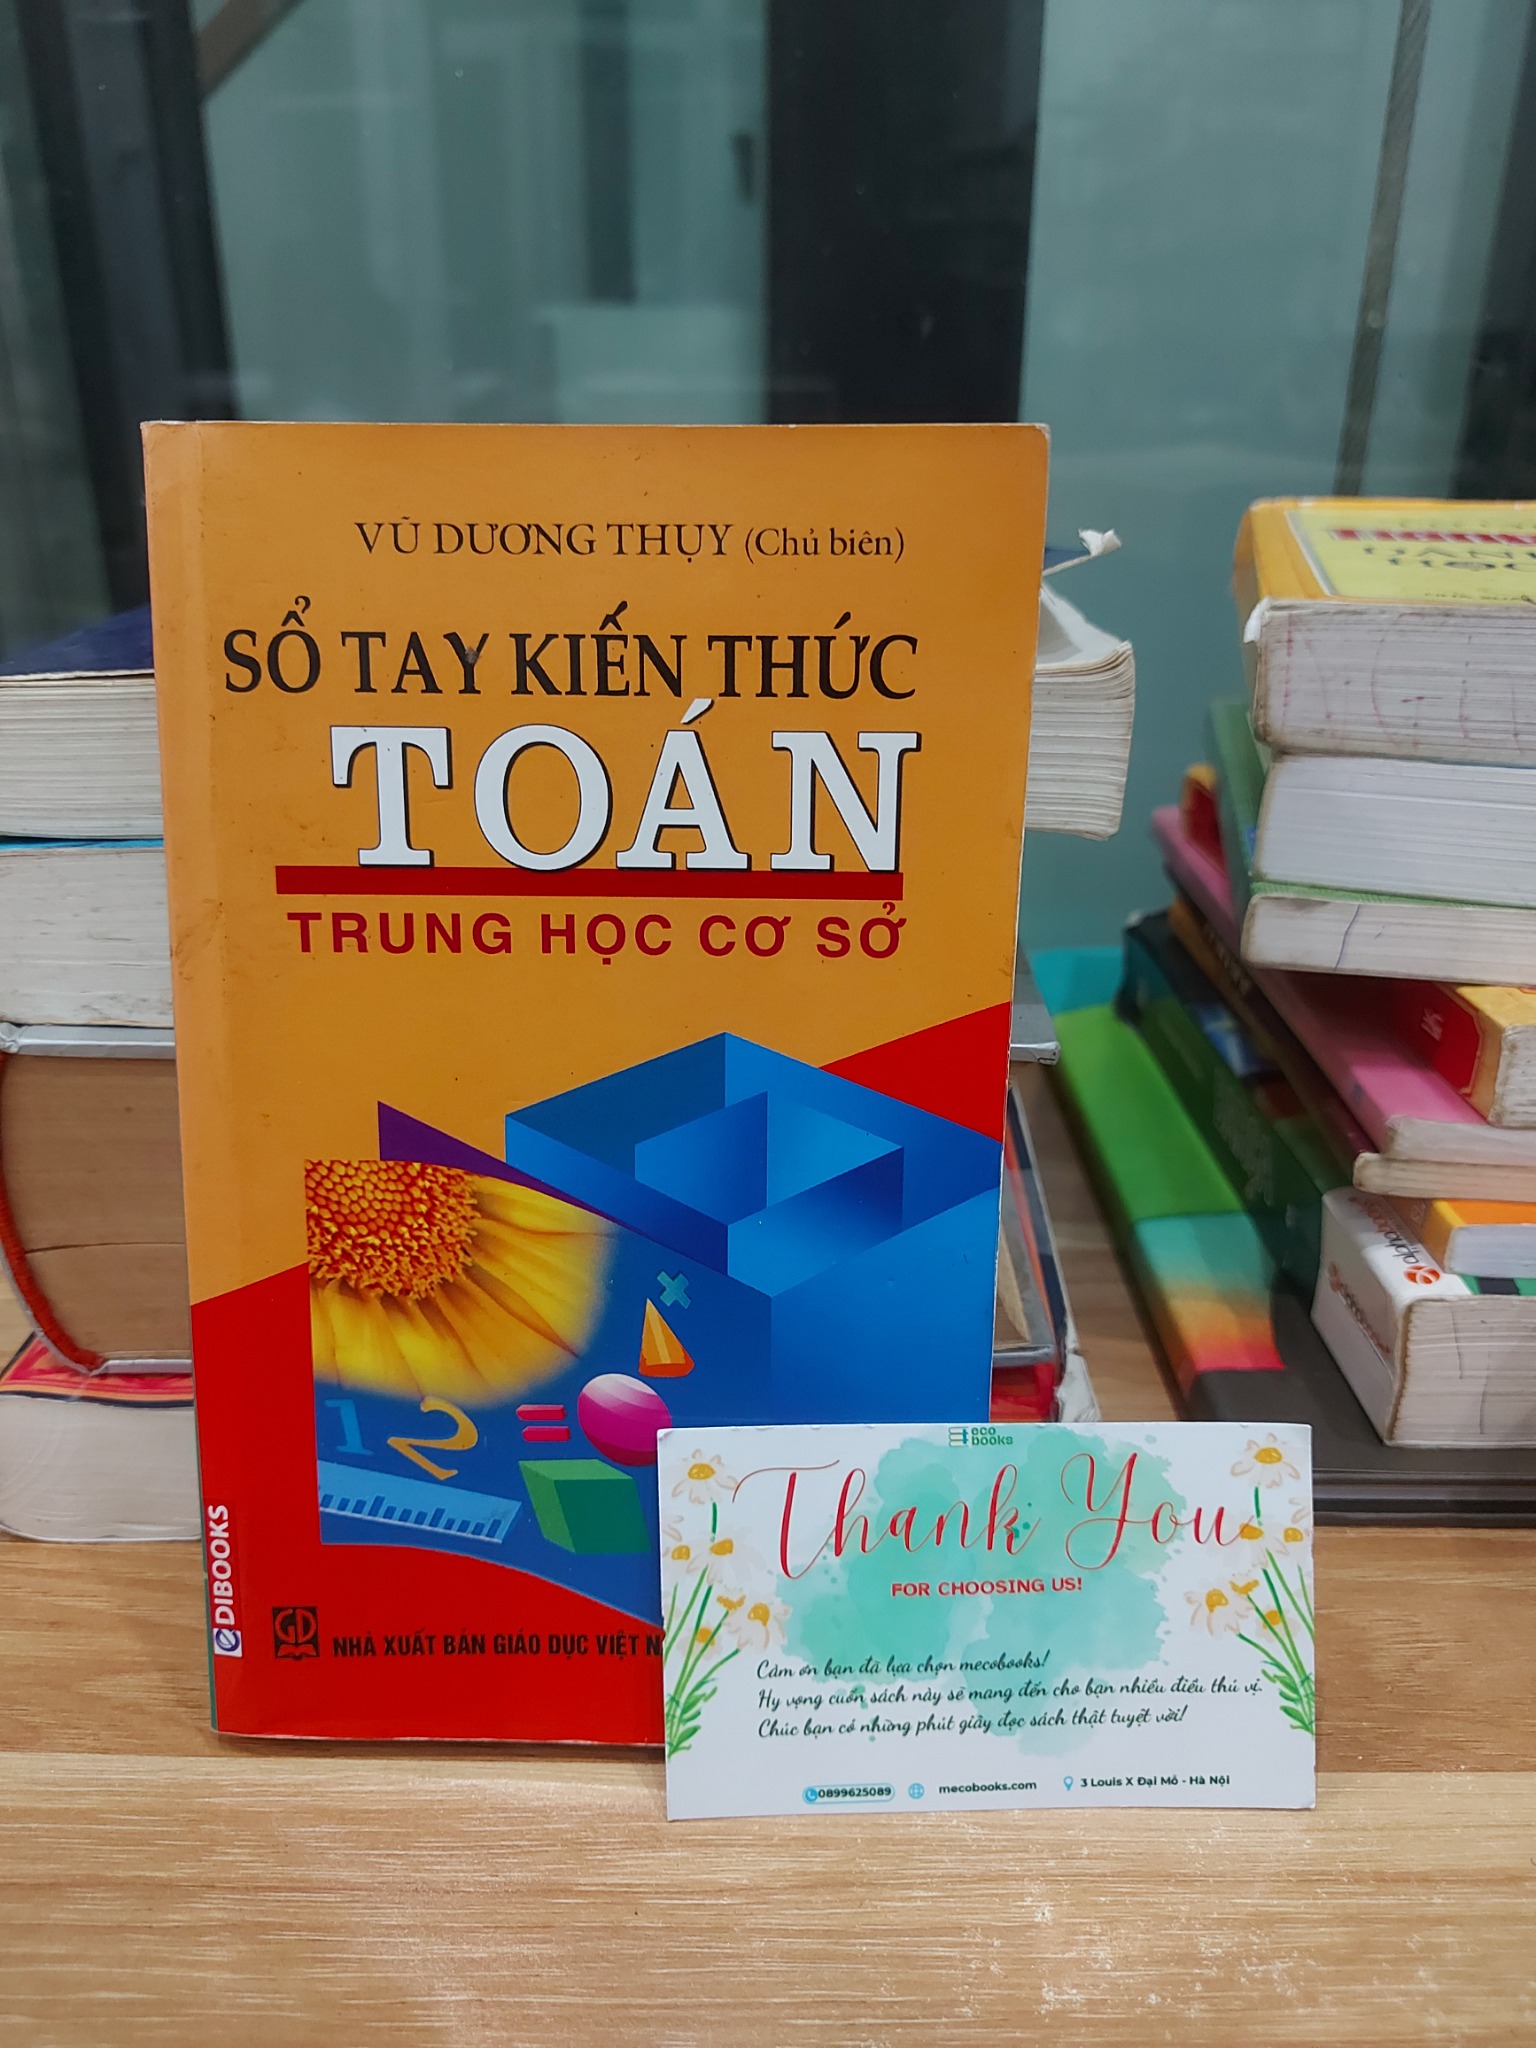 VŨ DƯƠNG THỤY (Chủ biên)
SỔ TAY KIẾN THỨC
TOÁN
TRUNG HỌC CƠ SỞ
1 2
EDIBOOKS
GD
NHÀ XUẤT BẢN GIÁO DỤC VIỆT N
eco
books
Thank You
FOR CHOOSING US!
Cảm ơn bạn đã lựa chọn mecobooks!
Hy vọng cuốn sách này sẽ mang đến cho bạn nhiều điều thú vị.
Chúc bạn có những phút giây đọc sách thật tuyệt vời!
0899625089
mecobooks.com
3 Louis X Đại Mỗ - Hà Nội
alphabooks